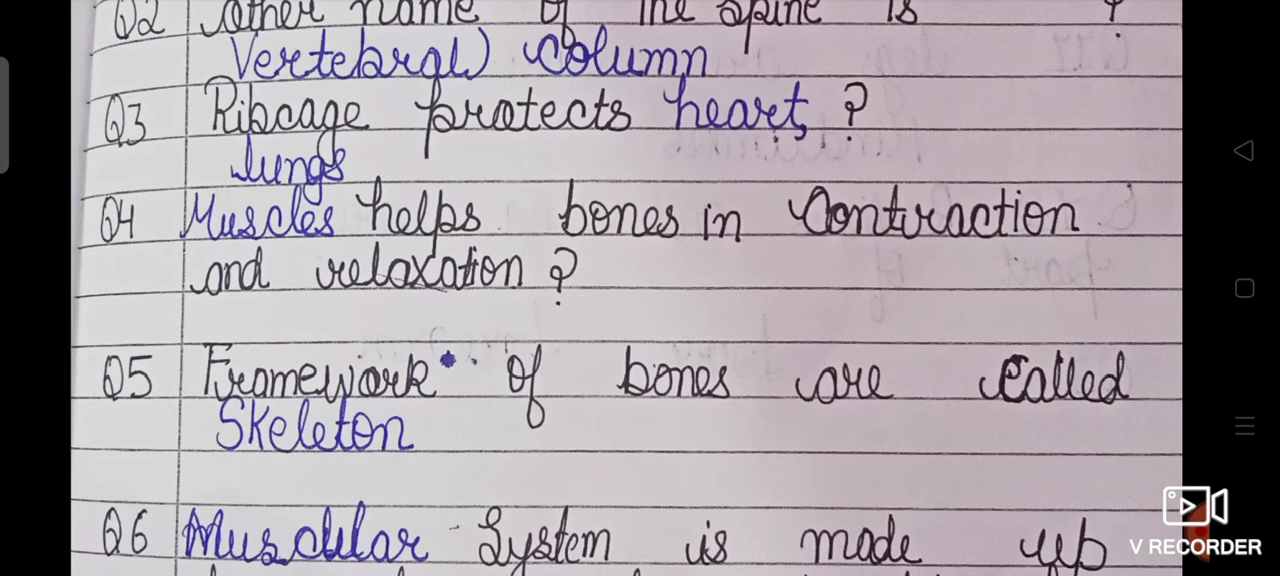 Q2 Other name of the spine is ?
Vertebral column
Q3 Ribcage protects heart, ?
lungs
Q4 Muscles helps bones in Contraction
and relaxation ?
Q5 Framework of bones are called
Skeleton
Q6 Muscular System is made up
V RECORDER